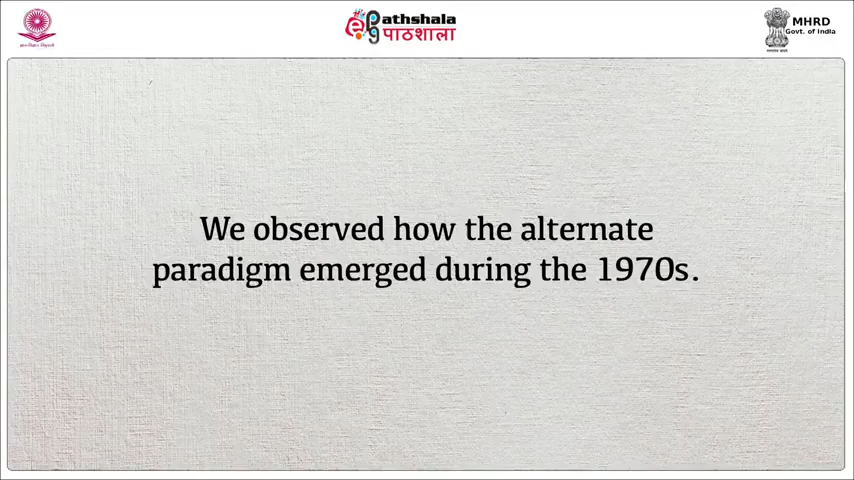 ePathshala
पाठशाला
MHRD
Govt. of India
We observed how the alternate
paradigm emerged during the 1970s.